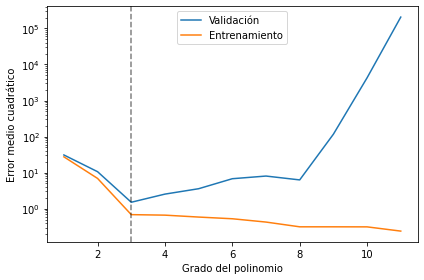 Validación
Entrenamiento
Error medio cuadrático
10^5
10^4
10^3
10^2
10^1
10^0
2 4 6 8 10
Grado del polinomio